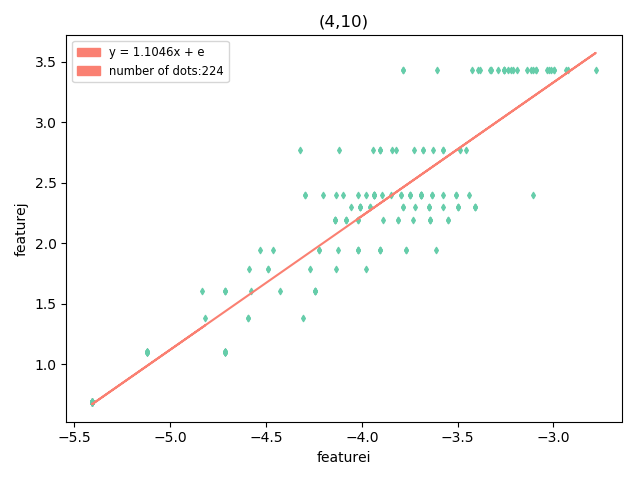 (4,10)
y = 1.1046x + e
number of dots:224
3.5
3.0
2.5
2.0
1.5
1.0
featurej
−5.5 −5.0 −4.5 −4.0 −3.5 −3.0
featurei